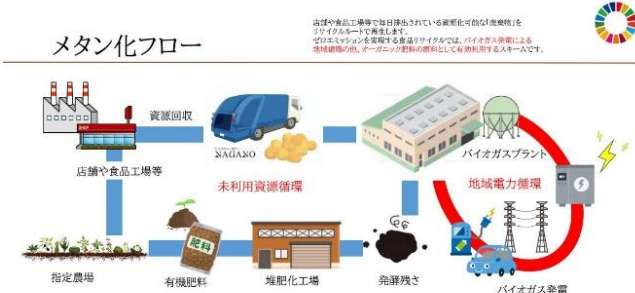 メタン化フロー
店舗や食品工場等で毎日排出されている資源化可能な「廃棄物」を
リサイクルルートで再生します。
ゼロエミッションを実現する食品リサイクルでは、バイオガス発電による
地域循環の他、オーガニック肥料の原料として有効利用するスキームです。
資源回収
NAGANO
店舗や食品工場等
未利用資源循環
バイオガスプラント
地域電力循環
肥料
指定農場
有機肥料
堆肥化工場
発酵残さ
バイオガス発電